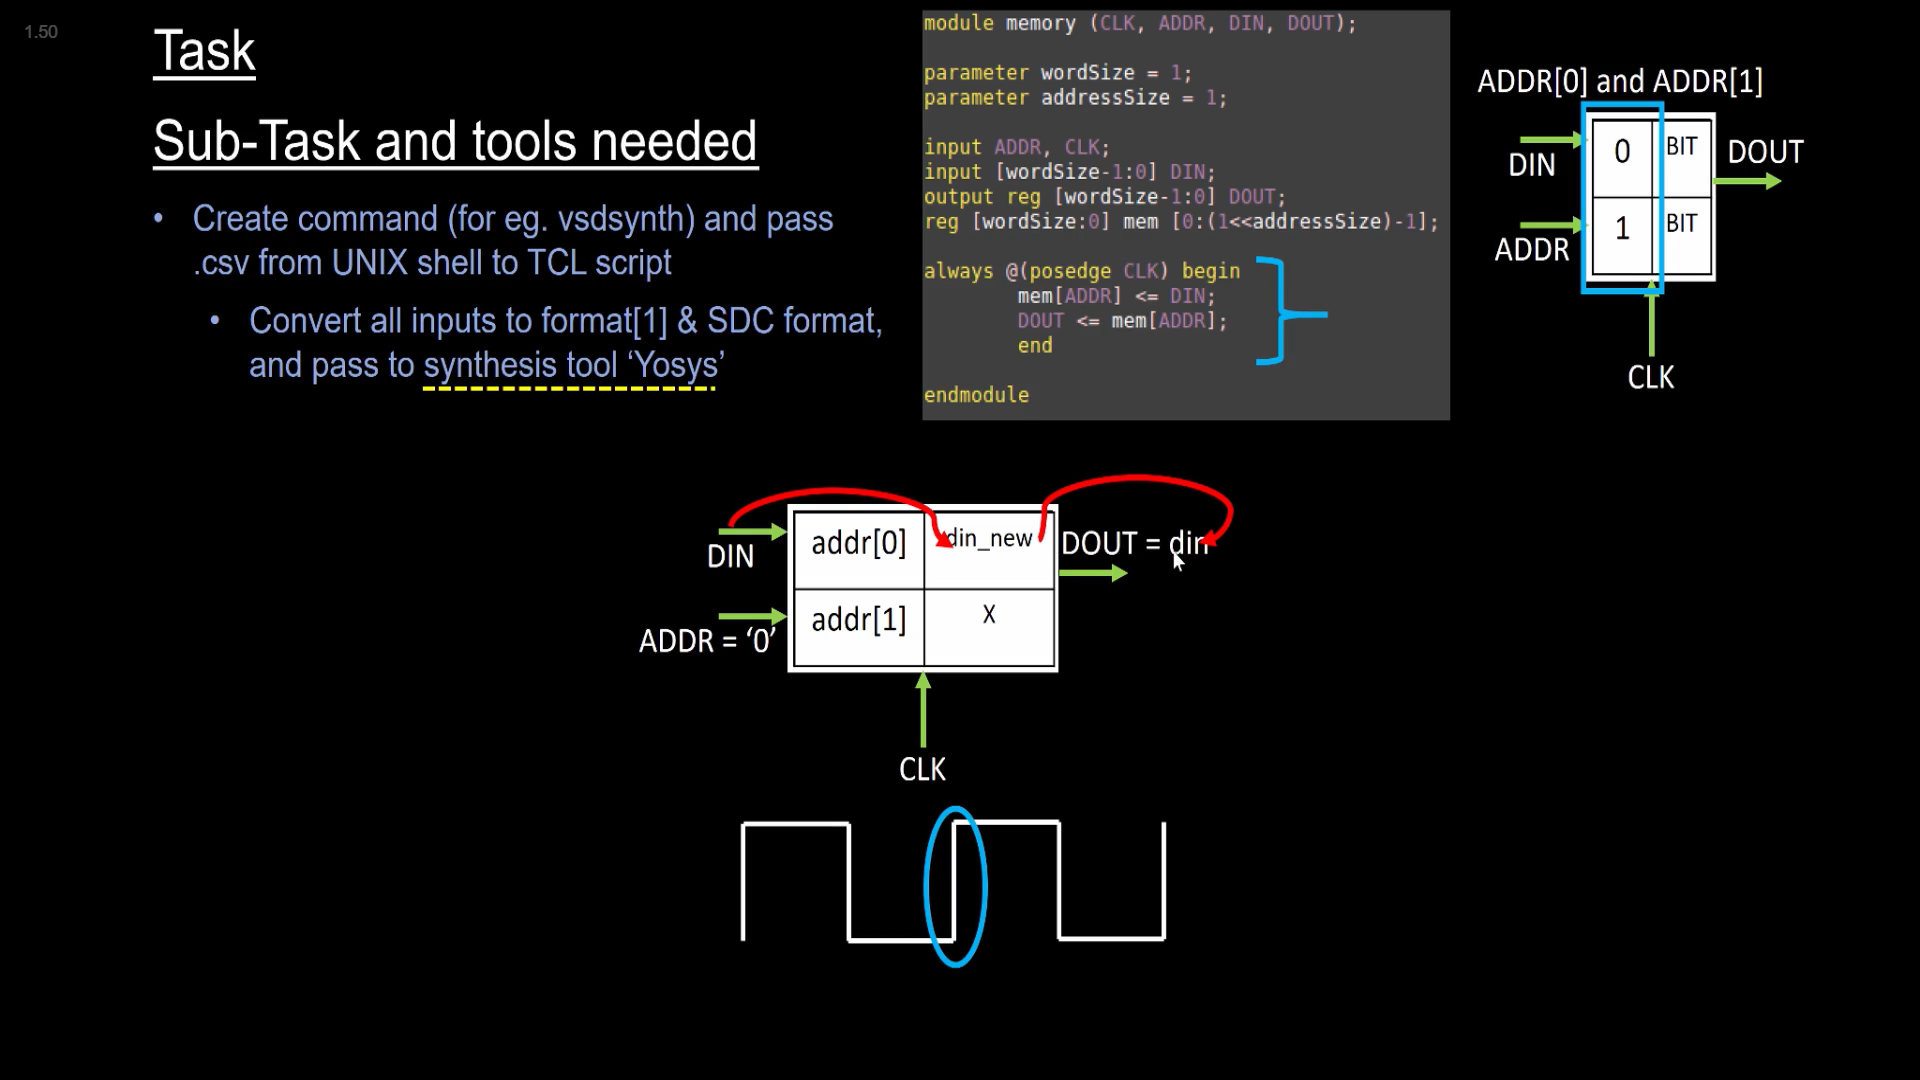 1.50
Task
Sub-Task and tools needed
• Create command (for eg. vsdsynth) and pass
.csv from UNIX shell to TCL script
• Convert all inputs to format[1] & SDC format,
and pass to synthesis tool ‘Yosys’
module memory (CLK, ADDR, DIN, DOUT);
parameter wordSize = 1;
parameter addressSize = 1;
input ADDR, CLK;
input [wordSize-1:0] DIN;
output reg [wordSize-1:0] DOUT;
reg [wordSize:0] mem [0:(1<<addressSize)-1];
always @(posedge CLK) begin
mem[ADDR] <= DIN;
DOUT <= mem[ADDR];
end
endmodule
ADDR[0] and ADDR[1]
DIN
0
BIT
DOUT
ADDR
1
BIT
CLK
DIN
addr[0]
din_new
DOUT = din
ADDR = ‘0’
addr[1]
X
CLK